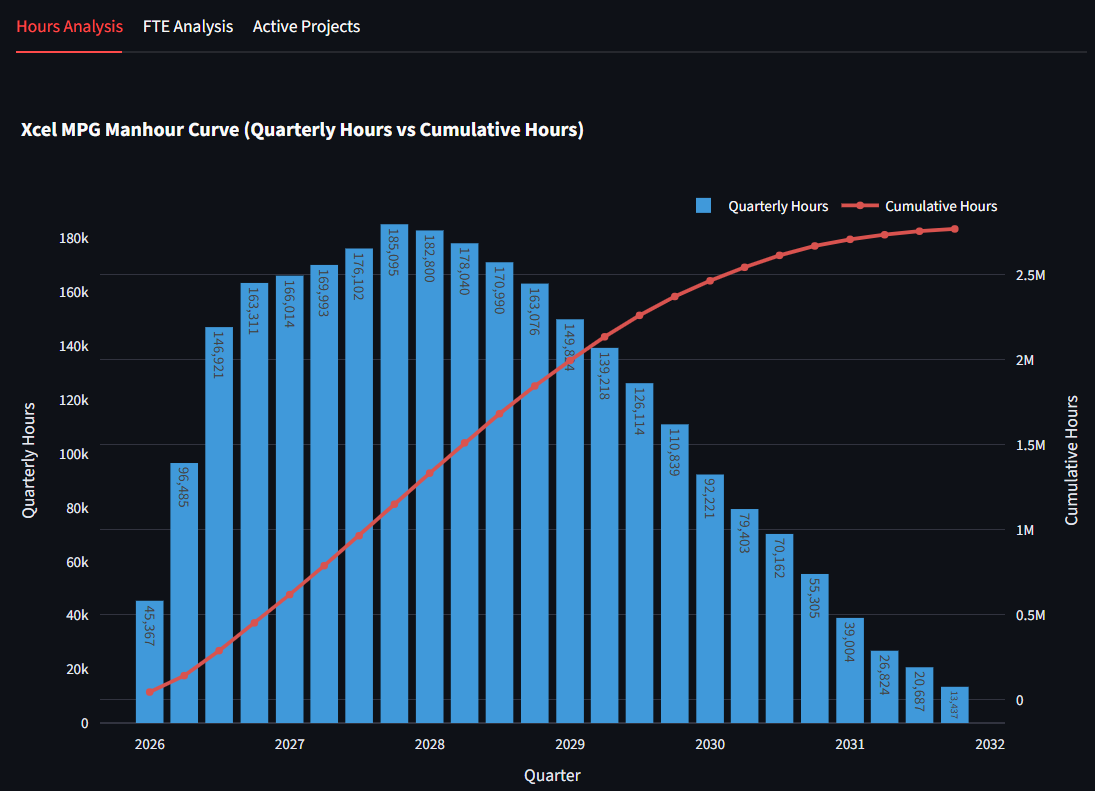 Hours Analysis FTE Analysis Active Projects
Xcel MPG Manhour Curve (Quarterly Hours vs Cumulative Hours)
Quarterly Hours Cumulative Hours
180k
160k
140k
120k
100k
80k
60k
40k
20k
0
Quarterly Hours
45,367
96,485
146,921
163,311
166,014
169,993
176,102
185,095
182,800
178,040
170,990
163,076
139,218
126,114
110,839
92,221
79,403
70,162
55,305
39,004
26,824
20,687
13,437
2.5M
2M
1.5M
1M
0.5M
0
Cumulative Hours
2026 2027 2028 2029 2030 2031 2032
Quarter